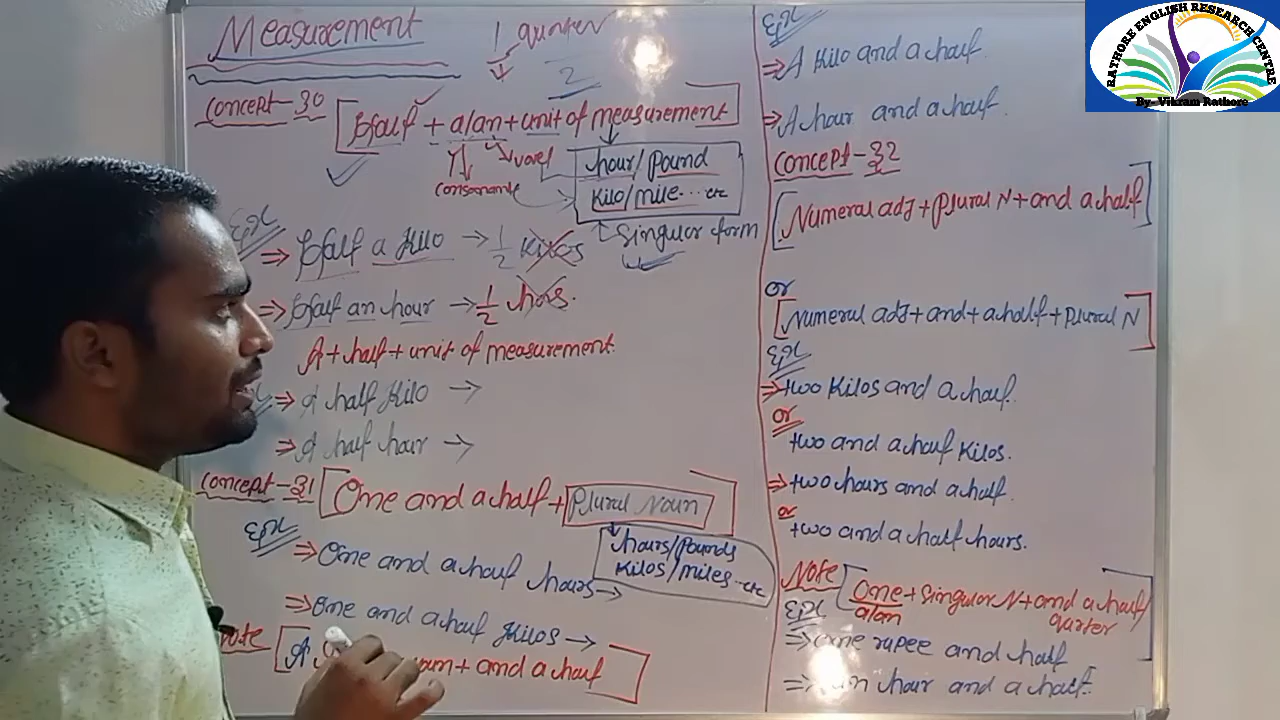 Measurement
1 quarter
2
Concept-30 [Half + a/an + unit of measurement]
vowel
Consonante
hour/Pound
Kilo/mile... etc
Singular form
Ex
⇒ Half a Kilo → 1/2 Kilos
⇒ Half an hour → 1/2 hors.
A + half + unit of measurement.
⇒ A half Kilo →
⇒ A half hour →
Concept-31 [One and a half + Plural Noun]
hours/Pounds
Kilos/miles... etc
Ex
⇒ One and a half hours →
⇒ One and a half Kilos →
Note [A + and a half]
Ex
⇒ A Kilo and a half.
⇒ A hour and a half.
Concept-32
[Numeral adj + plural N + and a half]
or
[Numeral adj + and + a half + plural N]
Ex
⇒ two Kilos and a half.
or
two and a half Kilos.
⇒ two hours and a half.
or
two and a half hours.
Note [One + Singular N + and a half/
a/an qurter]
Ex
⇒ one rupee and half
⇒ hour and a half.
RATHORE ENGLISH RESEARCH CENTRE
By- Vikram Rathore